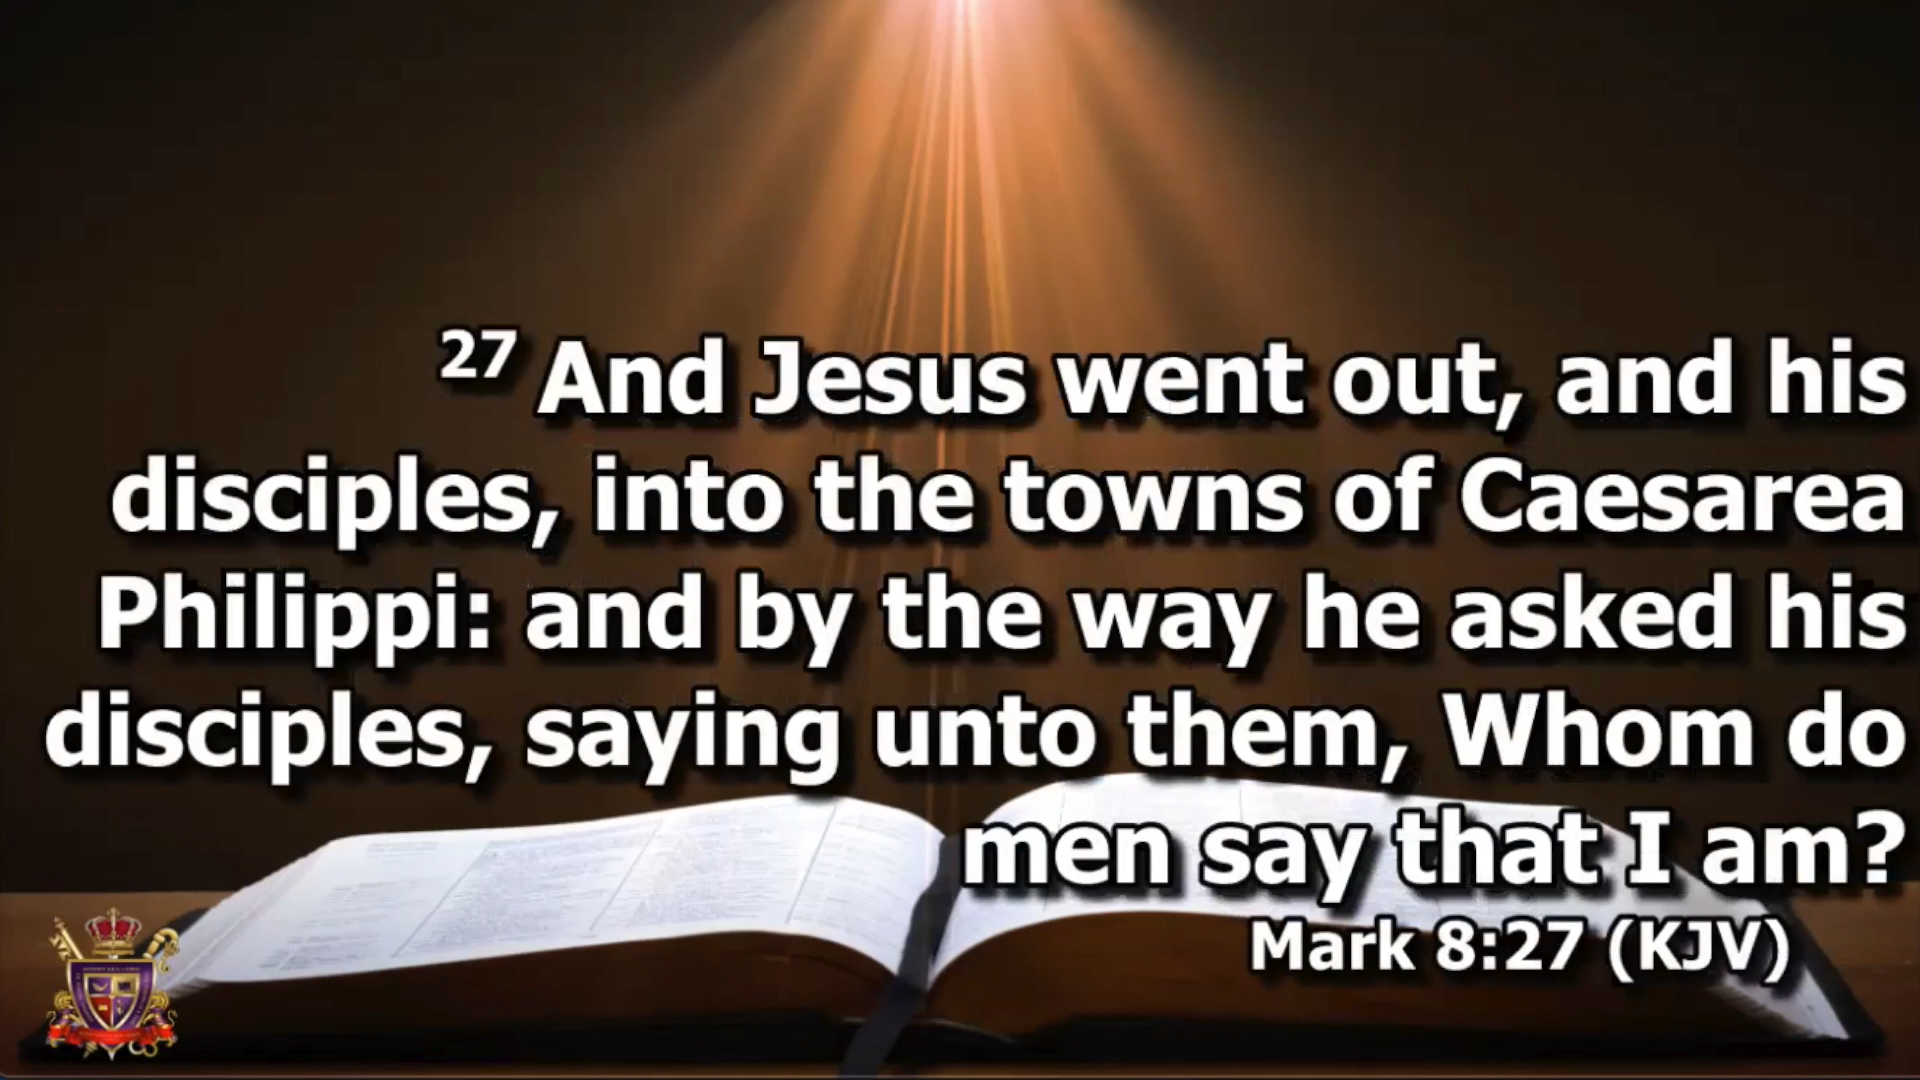 27 And Jesus went out, and his
disciples, into the towns of Caesarea
Philippi: and by the way he asked his
disciples, saying unto them, Whom do
men say that I am?
Mark 8:27 (KJV)